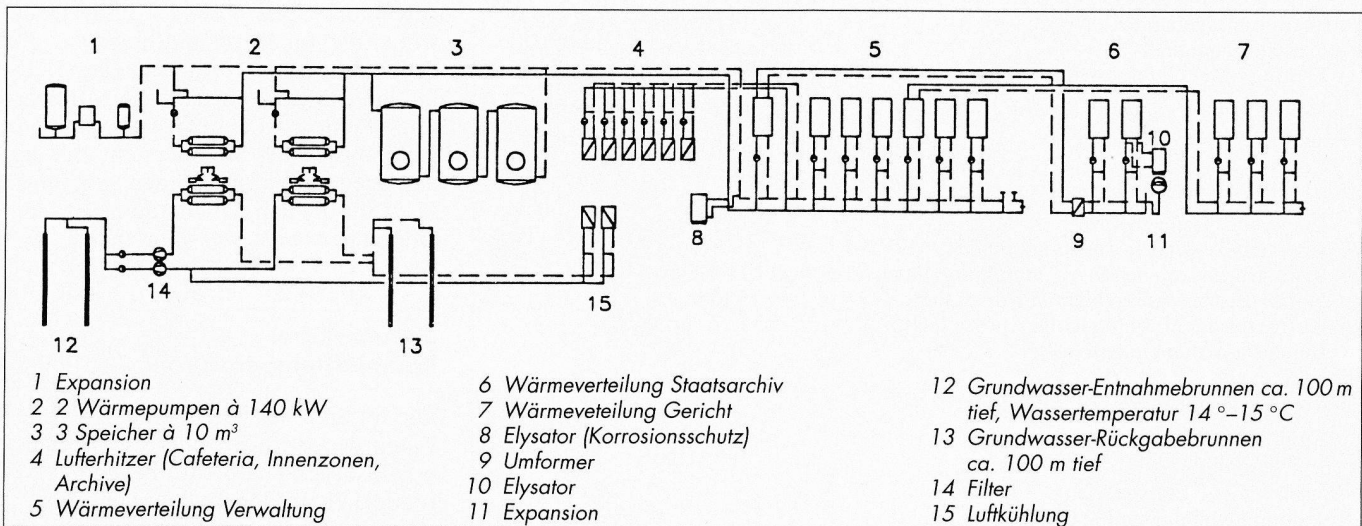 1 2 3 4 5 6 7
10
8 9 11
14 15
12 13
1 Expansion
2 2 Wärmepumpen à 140 kW
3 3 Speicher à 10 m³
4 Lufterhitzer (Cafeteria, Innenzonen,
Archive)
5 Wärmeverteilung Verwaltung
6 Wärmeverteilung Staatsarchiv
7 Wärmeveteilung Gericht
8 Elysator (Korrosionsschutz)
9 Umformer
10 Elysator
11 Expansion
12 Grundwasser-Entnahmebrunnen ca. 100 m
tief, Wassertemperatur 14 °–15 °C
13 Grundwasser-Rückgabebrunnen
ca. 100 m tief
14 Filter
15 Luftkühlung